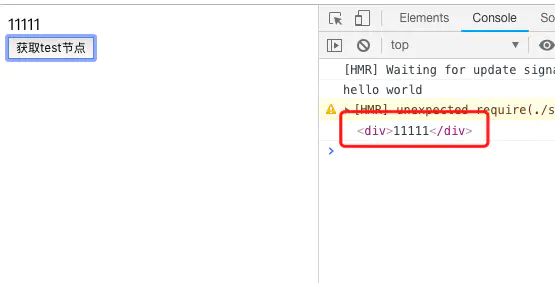 11111
获取test节点
Elements Console
top
[HMR] Waiting for update signa
hello world
[HMR] unexpected require(./s
<div>11111</div>